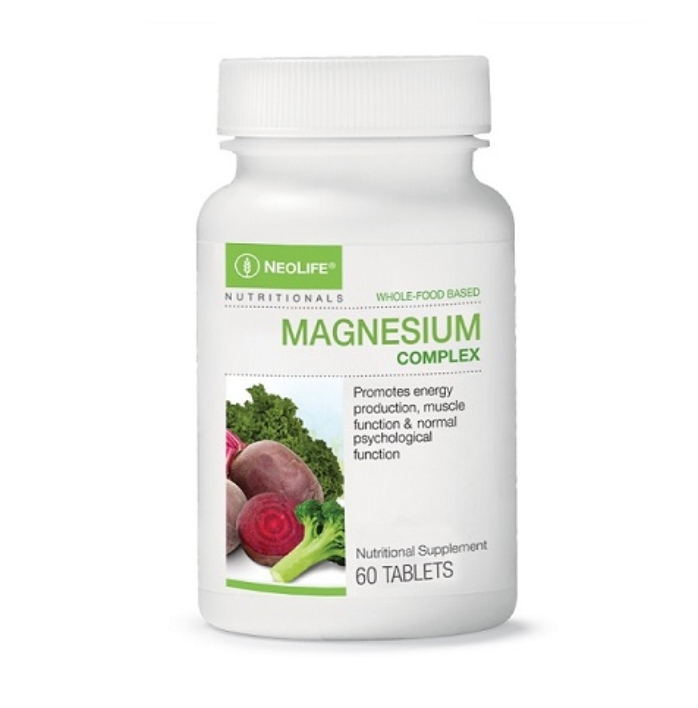 NEOLIFE®
NUTRITIONALS
WHOLE-FOOD BASED
MAGNESIUM
COMPLEX
Promotes energy
production, muscle
function & normal
psychological
function
Nutritional Supplement
60 TABLETS